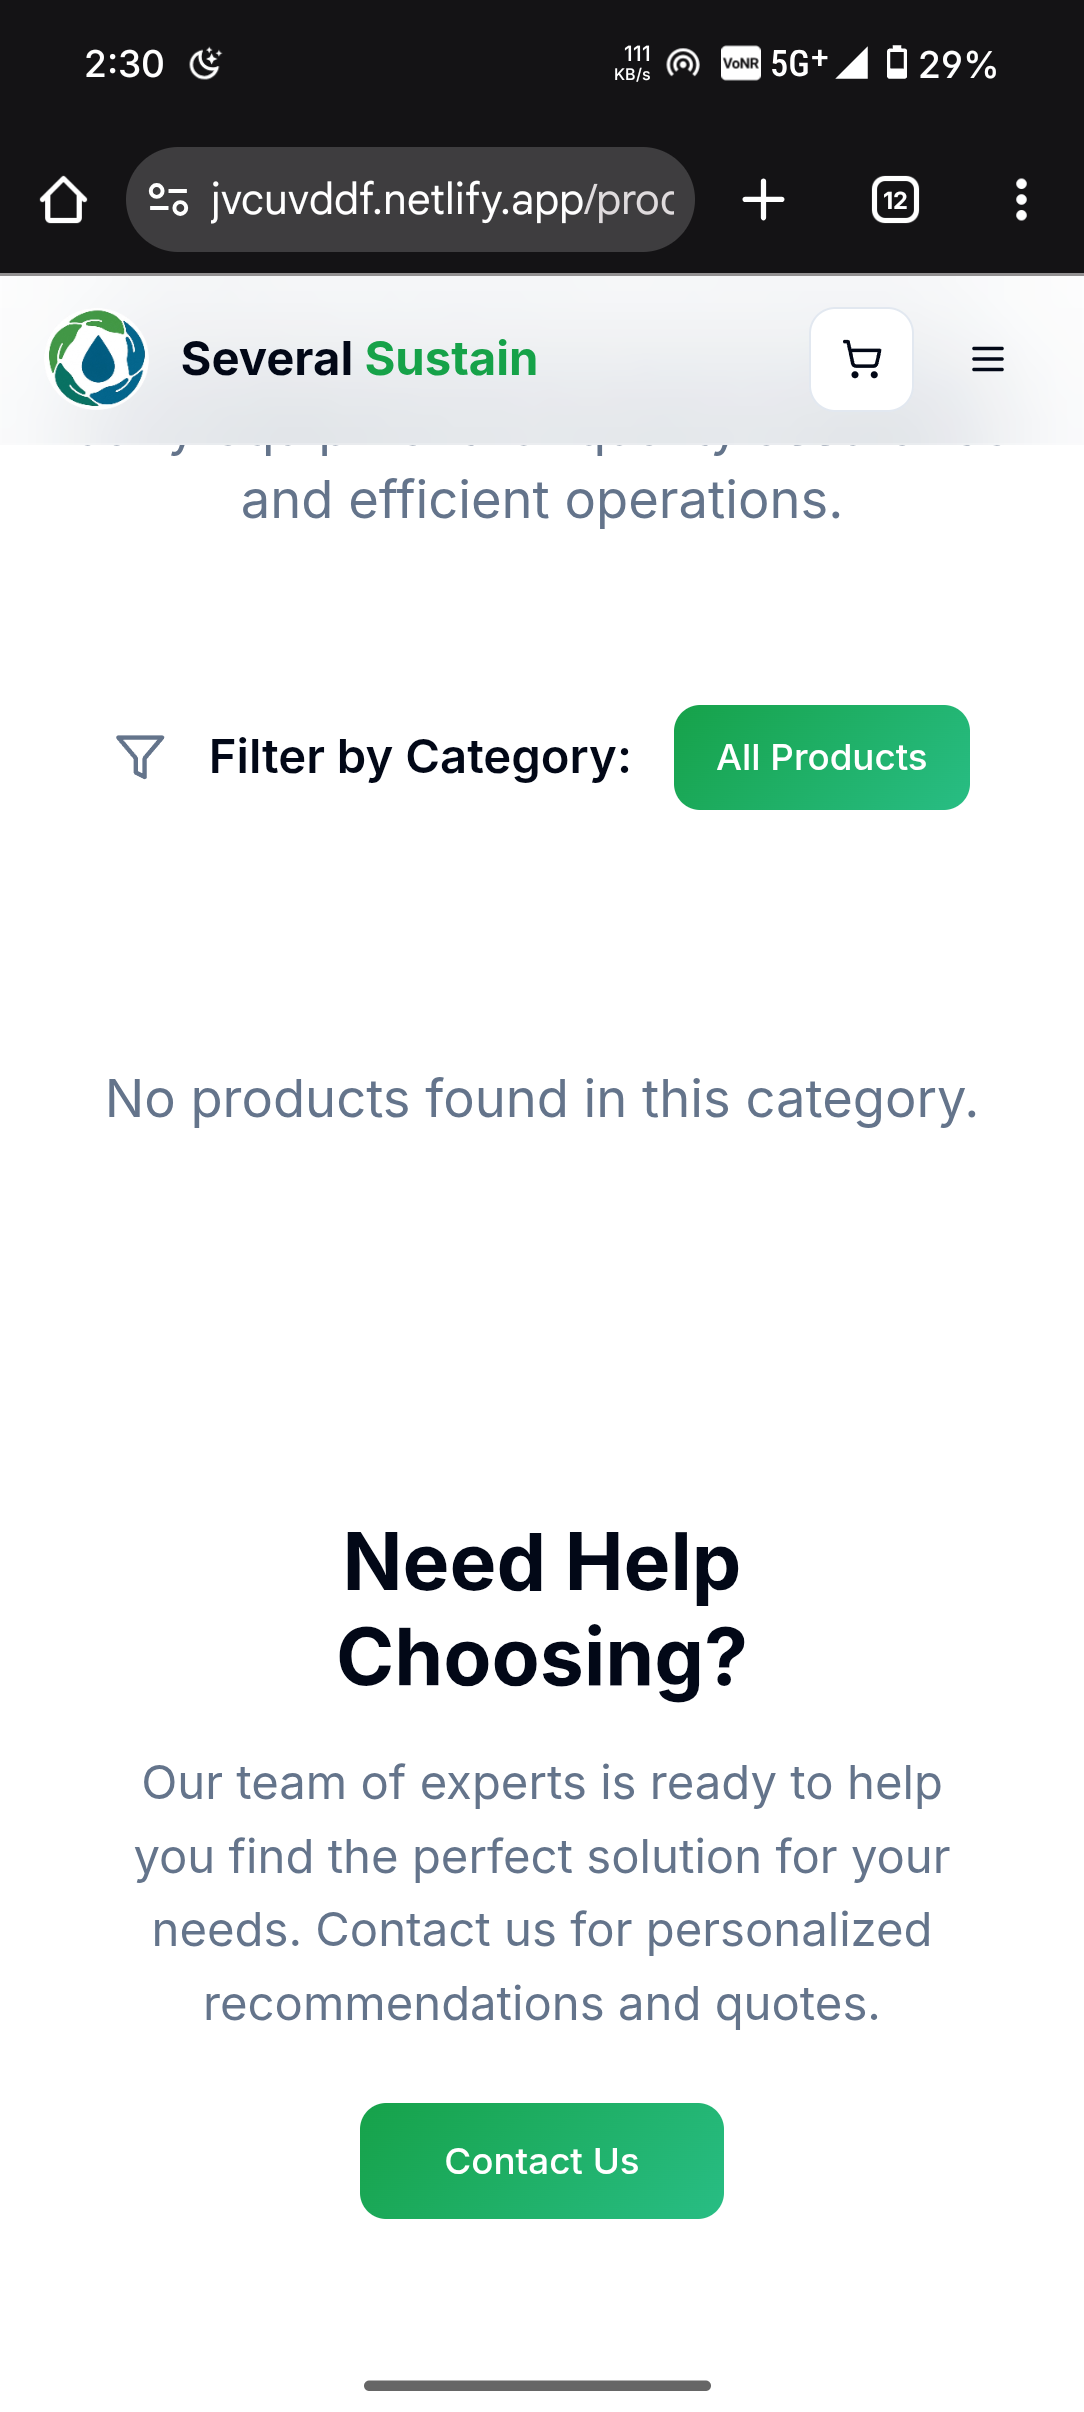 2:30
111
KB/s
VoNR
5G+
29%
jvcuvddf.netlify.app/proc
12
Several Sustain
and efficient operations.
Filter by Category:
All Products
No products found in this category.
Need Help
Choosing?
Our team of experts is ready to help
you find the perfect solution for your
needs. Contact us for personalized
recommendations and quotes.
Contact Us